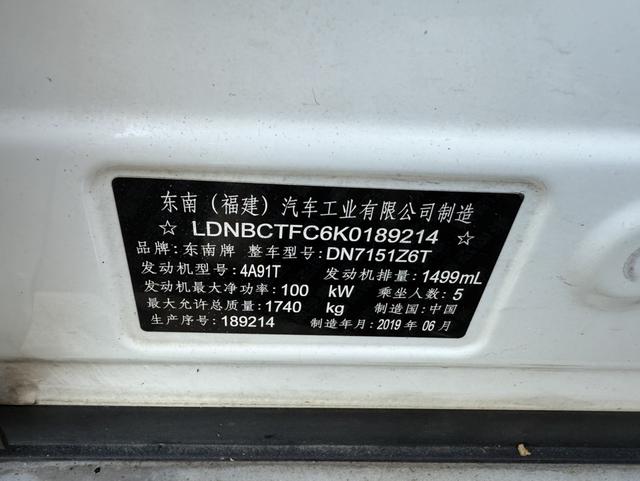 东南（福建）汽车工业有限公司制造
☆ LDNBCTFC6K0189214 ☆
品牌: 东南牌 整车型号: DN7151Z6T
发动机型号: 4A91T 发动机排量: 1499mL
发动机最大净功率: 100 kW 乘坐人数: 5
最大允许总质量: 1740 kg 制造国: 中国
生产序号: 189214 制造年月: 2019 年 06 月